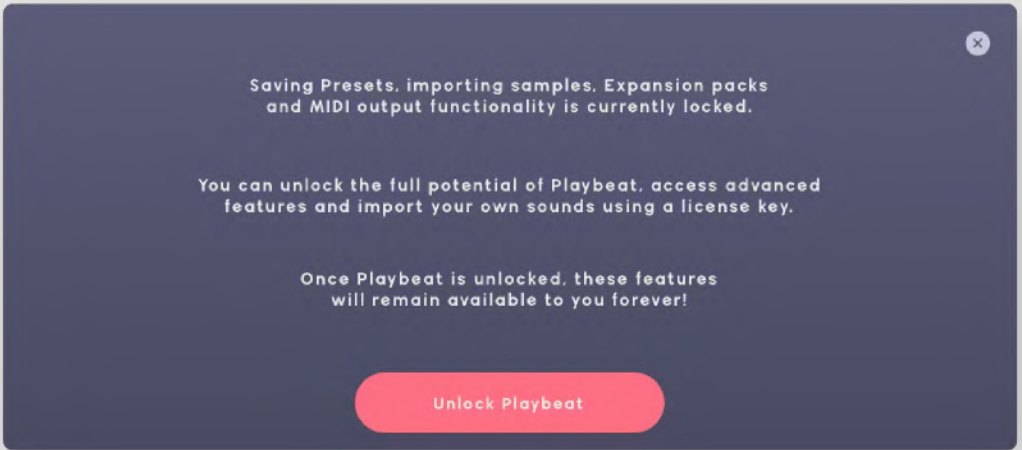 Saving Presets, importing samples, Expansion packs
and MIDI output functionality is currently locked.
You can unlock the full potential of Playbeat, access advanced
features and import your own sounds using a license key.
Once Playbeat is unlocked, these features
will remain available to you forever!
Unlock Playbeat